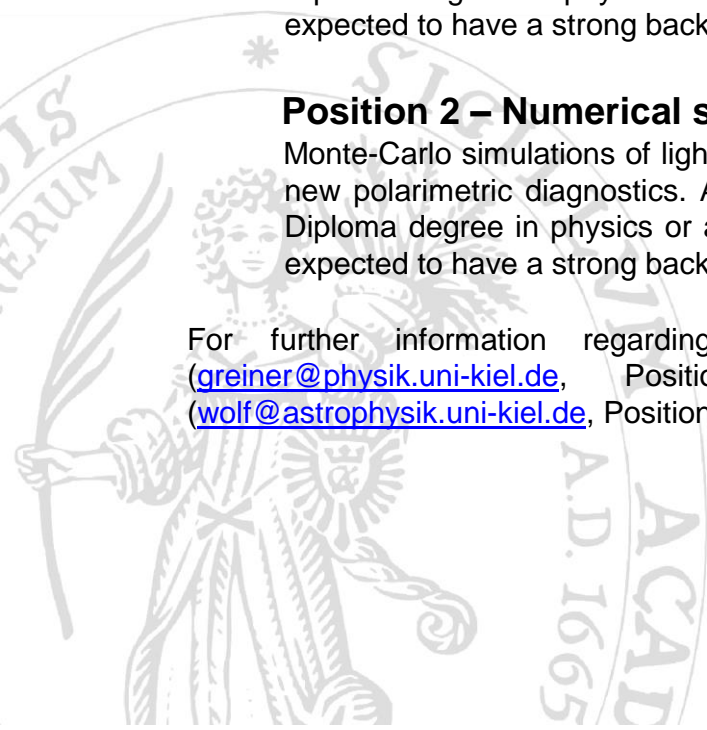 expected to have a strong back
Position 2 – Numerical s
Monte-Carlo simulations of ligh
new polarimetric diagnostics. A
Diploma degree in physics or a
expected to have a strong back
For further information regarding
(greiner@physik.uni-kiel.de, Positio
(wolf@astrophysik.uni-kiel.de, Position
SIGILLVM
ACAD
A.D. 1665